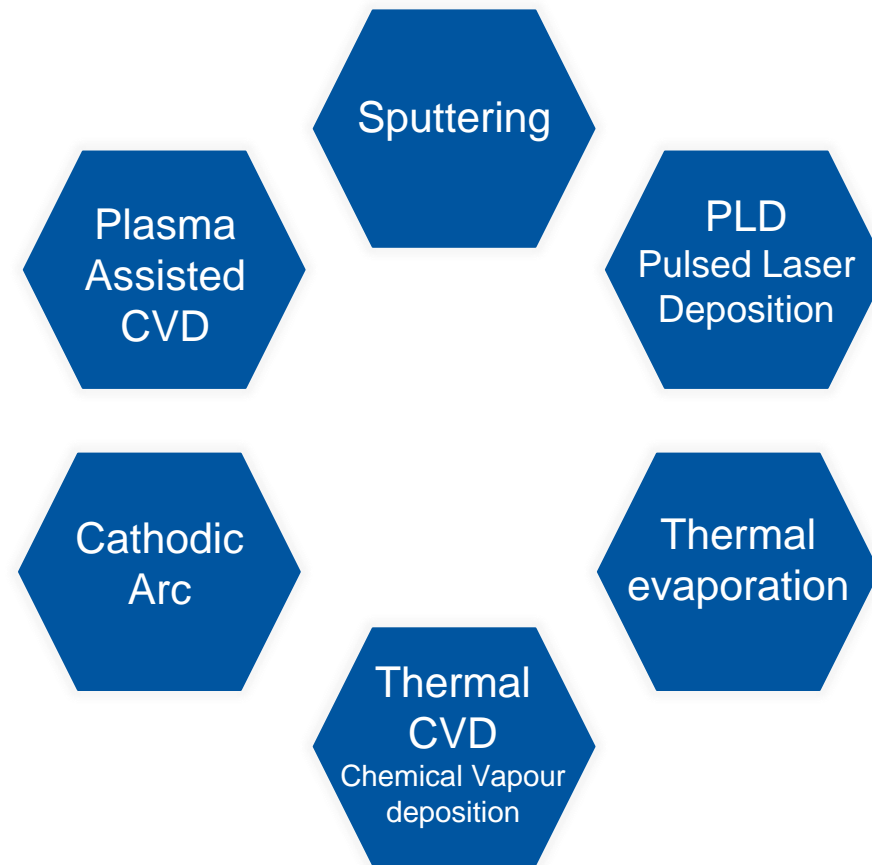 Sputtering
PLD
Pulsed Laser
Deposition
Plasma
Assisted
CVD
Cathodic
Arc
Thermal
evaporation
Thermal
CVD
Chemical Vapour
deposition